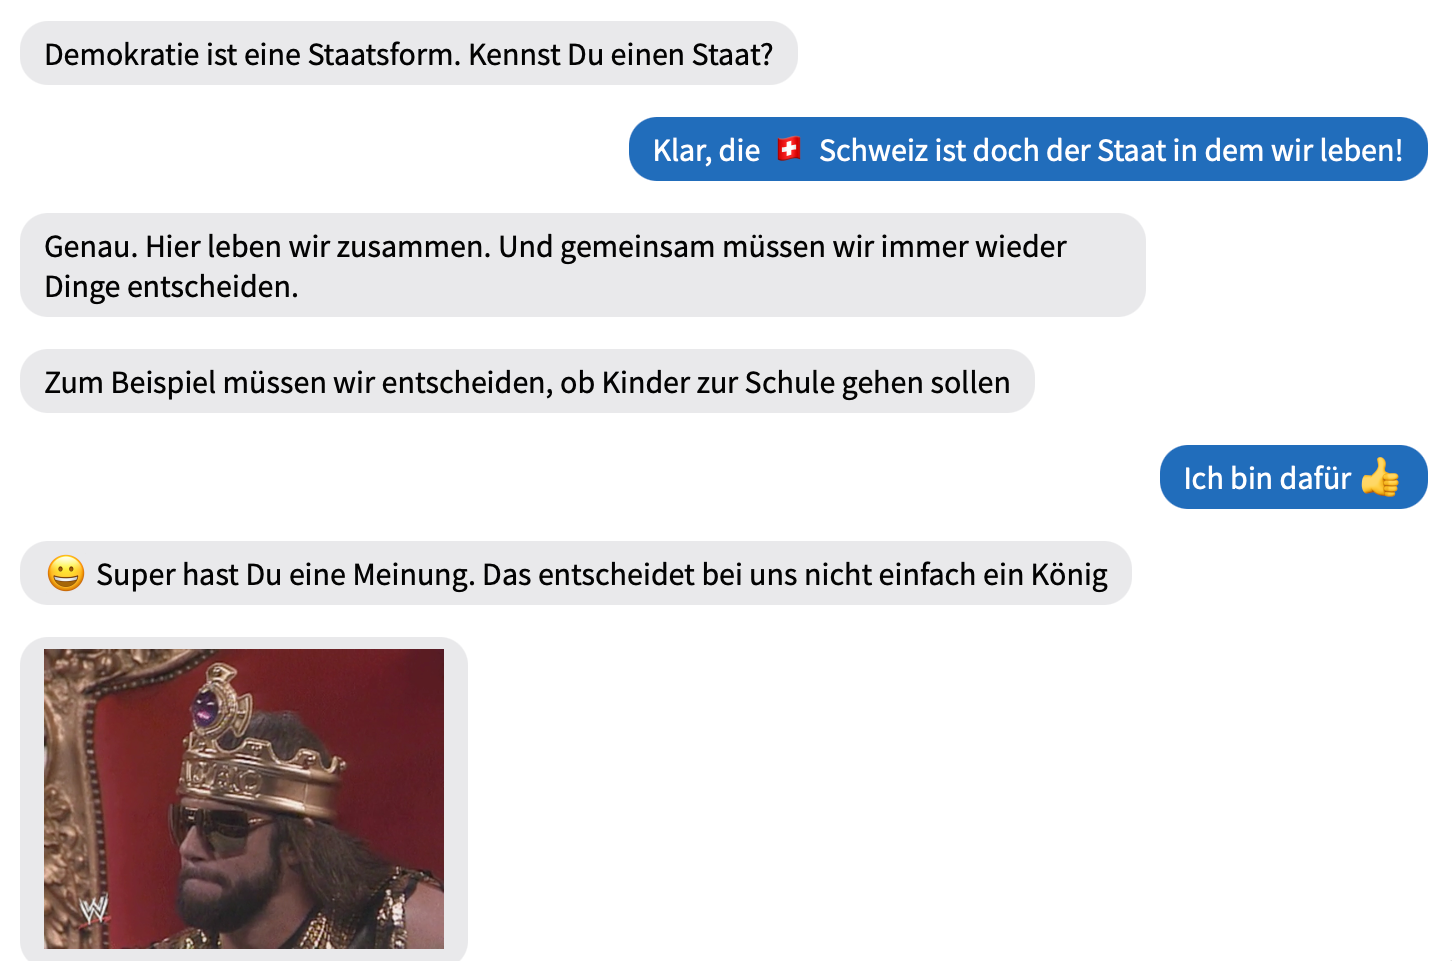 Demokratie ist eine Staatsform. Kennst Du einen Staat?
Klar, die 🇨🇭 Schweiz ist doch der Staat in dem wir leben!
Genau. Hier leben wir zusammen. Und gemeinsam müssen wir immer wieder
Dinge entscheiden.
Zum Beispiel müssen wir entscheiden, ob Kinder zur Schule gehen sollen
Ich bin dafür 👍
😀 Super hast Du eine Meinung. Das entscheidet bei uns nicht einfach ein König
W